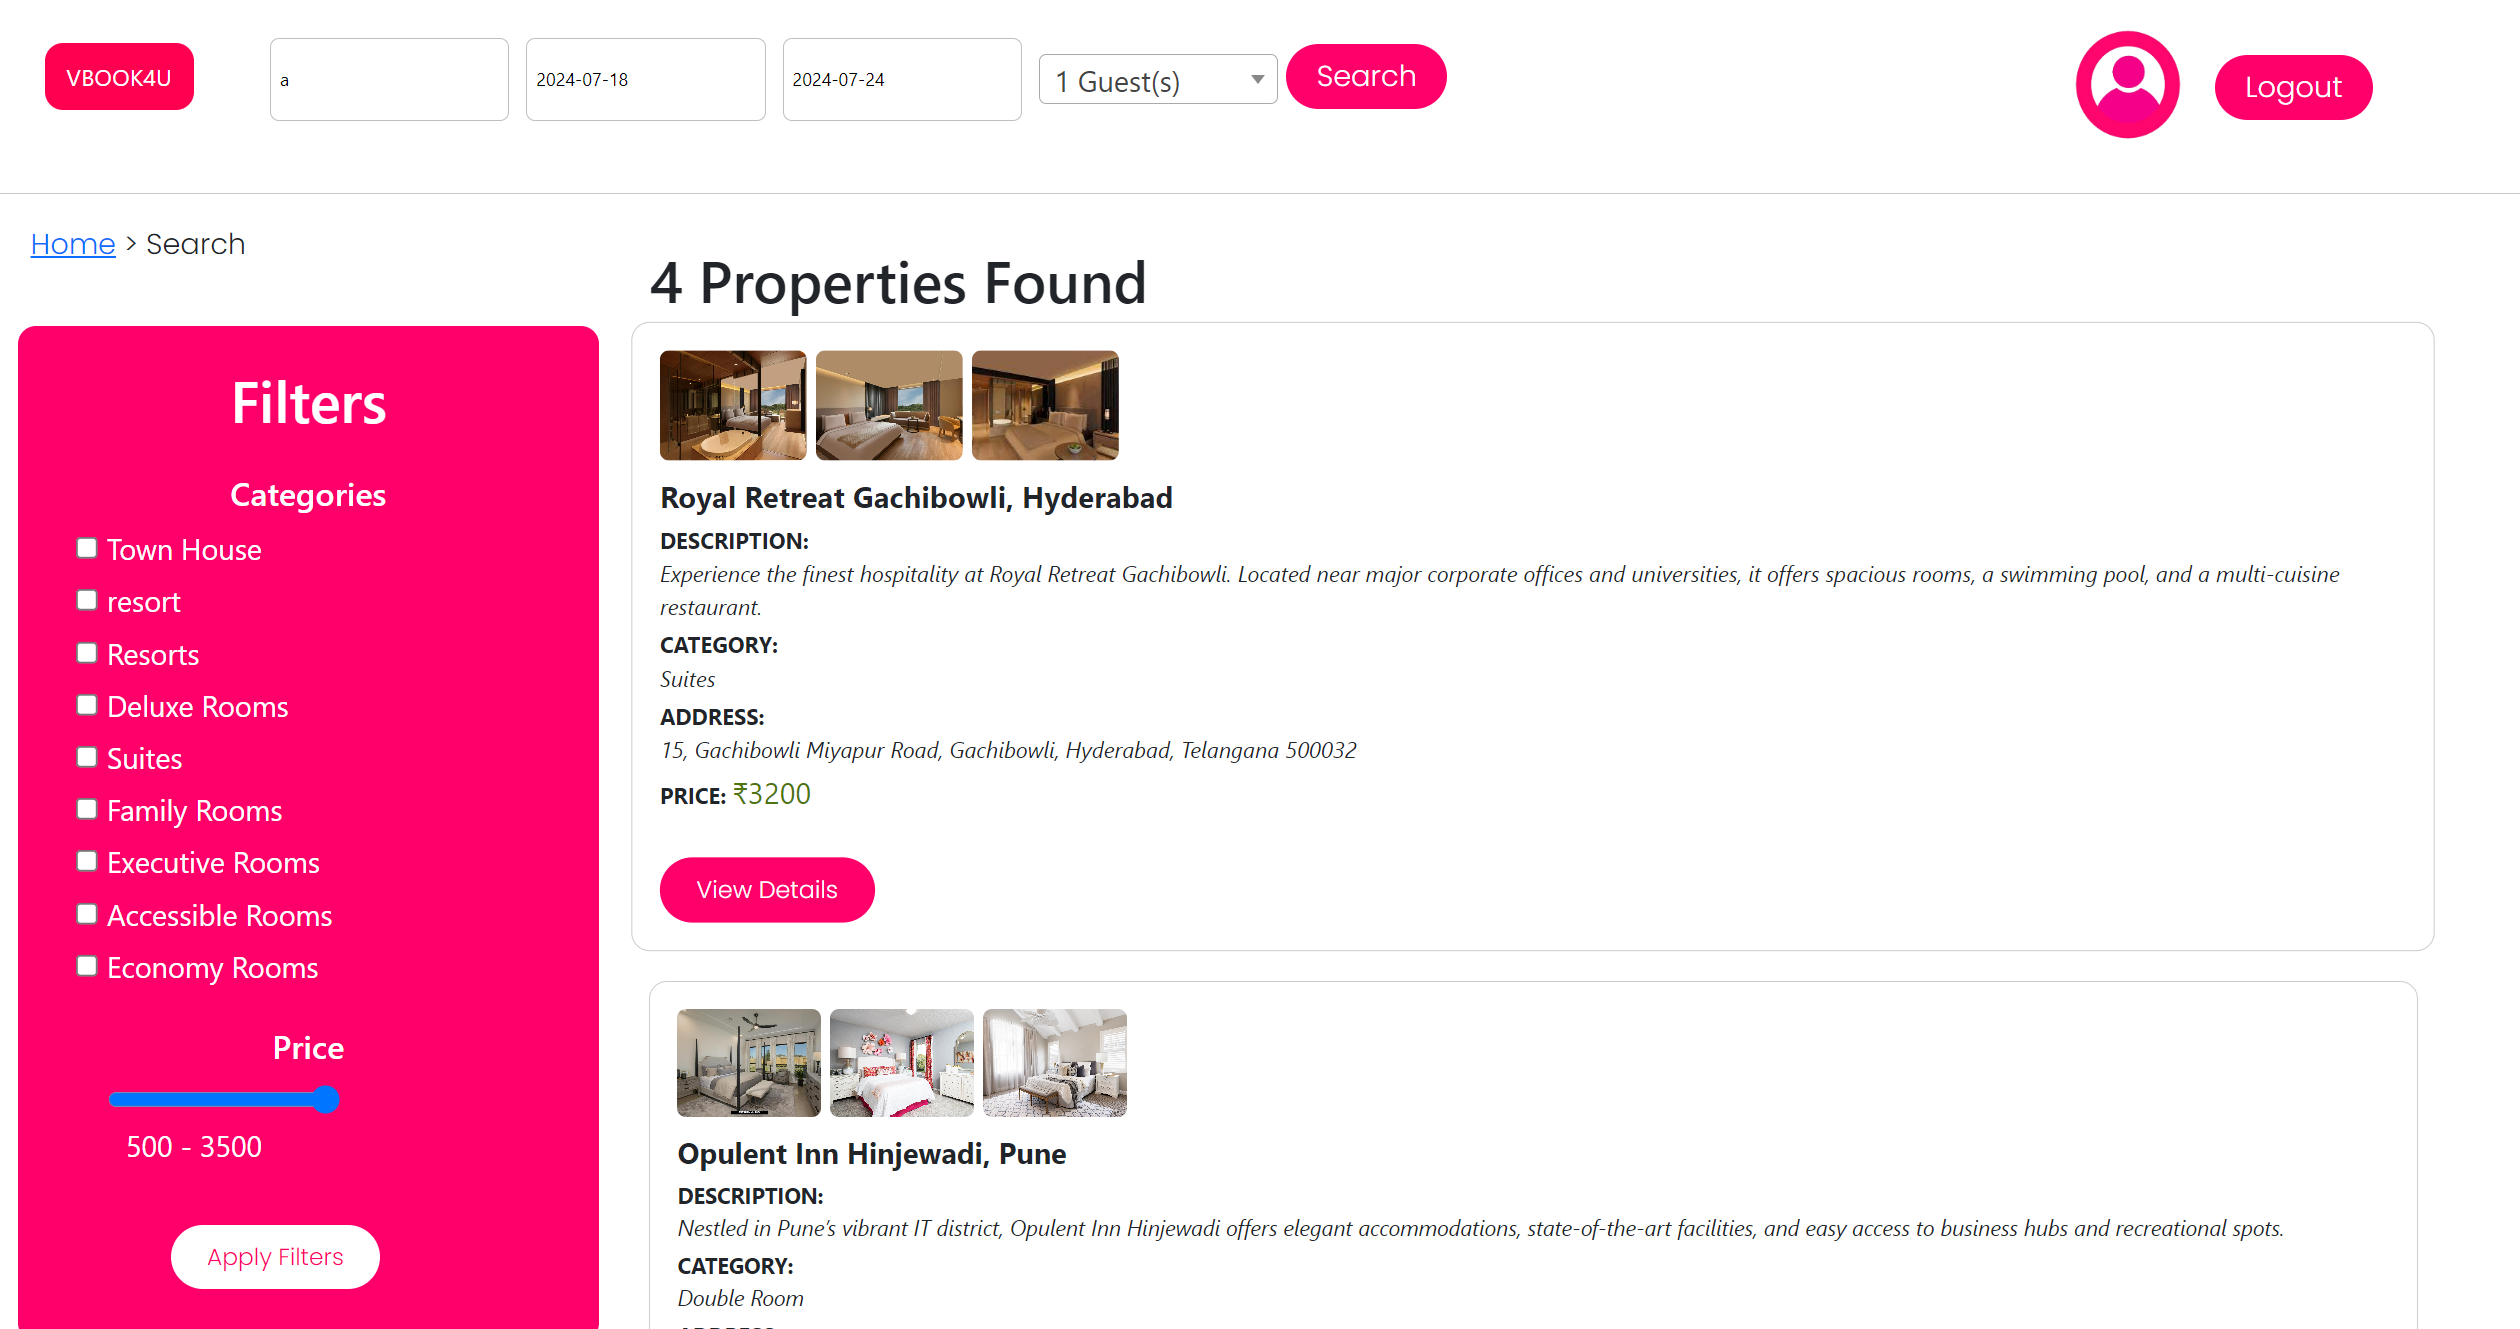 VBOOK4U
a
2024-07-18
2024-07-24
1 Guest(s)
Search
Logout
Home > Search
4 Properties Found
Filters
Categories
Town House
resort
Resorts
Deluxe Rooms
Suites
Family Rooms
Executive Rooms
Accessible Rooms
Economy Rooms
Price
500 - 3500
Apply Filters
Royal Retreat Gachibowli, Hyderabad
DESCRIPTION:
Experience the finest hospitality at Royal Retreat Gachibowli. Located near major corporate offices and universities, it offers spacious rooms, a swimming pool, and a multi-cuisine
restaurant.
CATEGORY:
Suites
ADDRESS:
15, Gachibowli Miyapur Road, Gachibowli, Hyderabad, Telangana 500032
PRICE: ₹3200
View Details
Opulent Inn Hinjewadi, Pune
DESCRIPTION:
Nestled in Pune’s vibrant IT district, Opulent Inn Hinjewadi offers elegant accommodations, state-of-the-art facilities, and easy access to business hubs and recreational spots.
CATEGORY:
Double Room